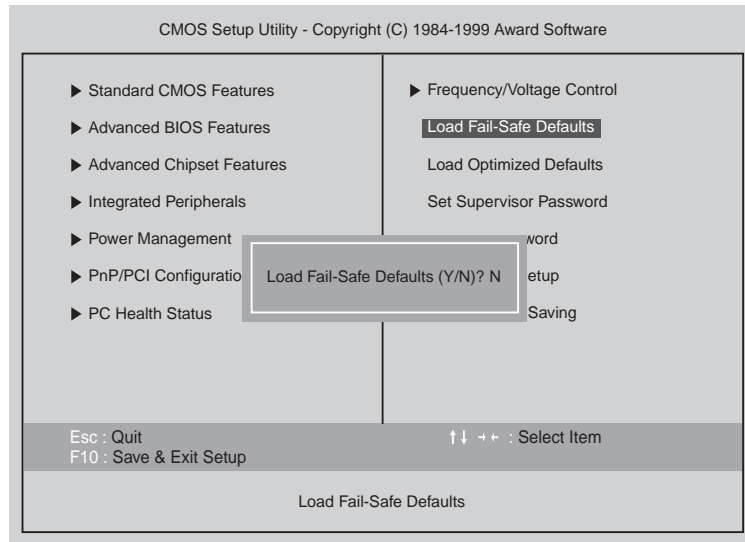 CMOS Setup Utility - Copyright (C) 1984-1999 Award Software
▶ Standard CMOS Features
▶ Advanced BIOS Features
▶ Advanced Chipset Features
▶ Integrated Peripherals
▶ Power Management
▶ PnP/PCI Configuratio
▶ PC Health Status
▶ Frequency/Voltage Control
Load Fail-Safe Defaults
Load Optimized Defaults
Set Supervisor Password
word
etup
Saving
Load Fail-Safe Defaults (Y/N)? N
Esc : Quit
F10 : Save & Exit Setup
↑↓ →← : Select Item
Load Fail-Safe Defaults